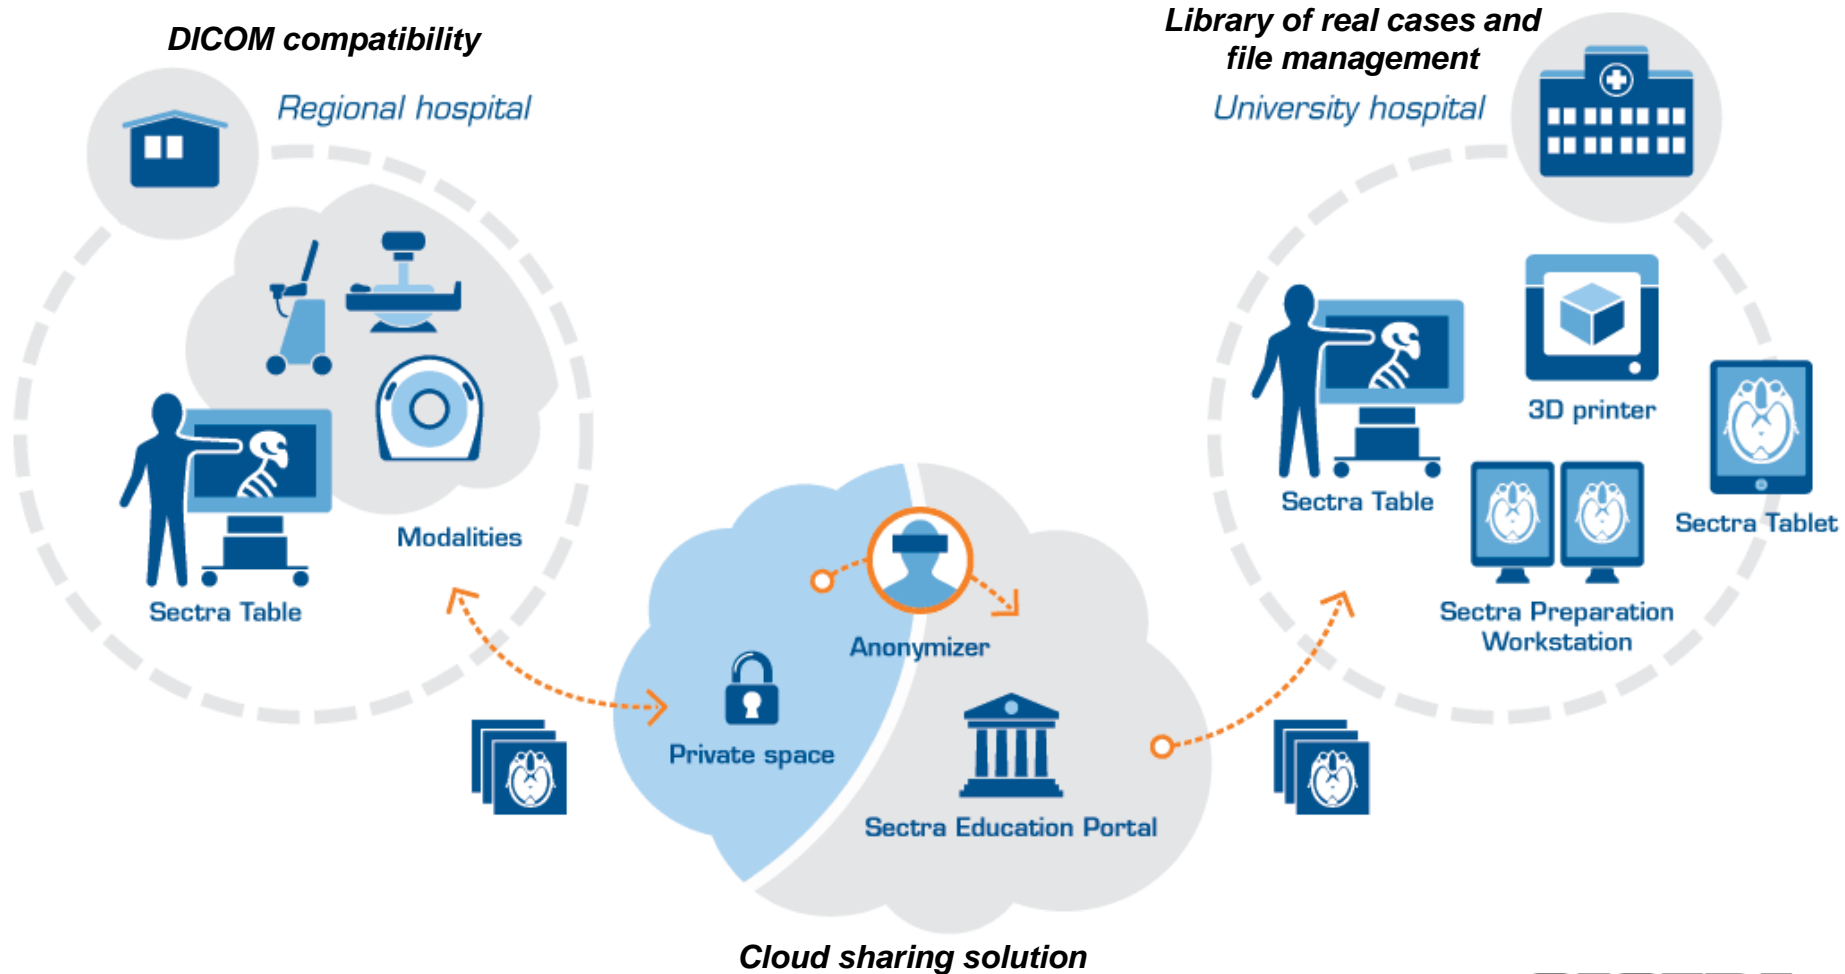 DICOM compatibility
Regional hospital
Modalities
Sectra Table
Library of real cases and
file management
University hospital
3D printer
Sectra Table
Sectra Tablet
Sectra Preparation
Workstation
Anonymizer
Private space
Sectra Education Portal
Cloud sharing solution